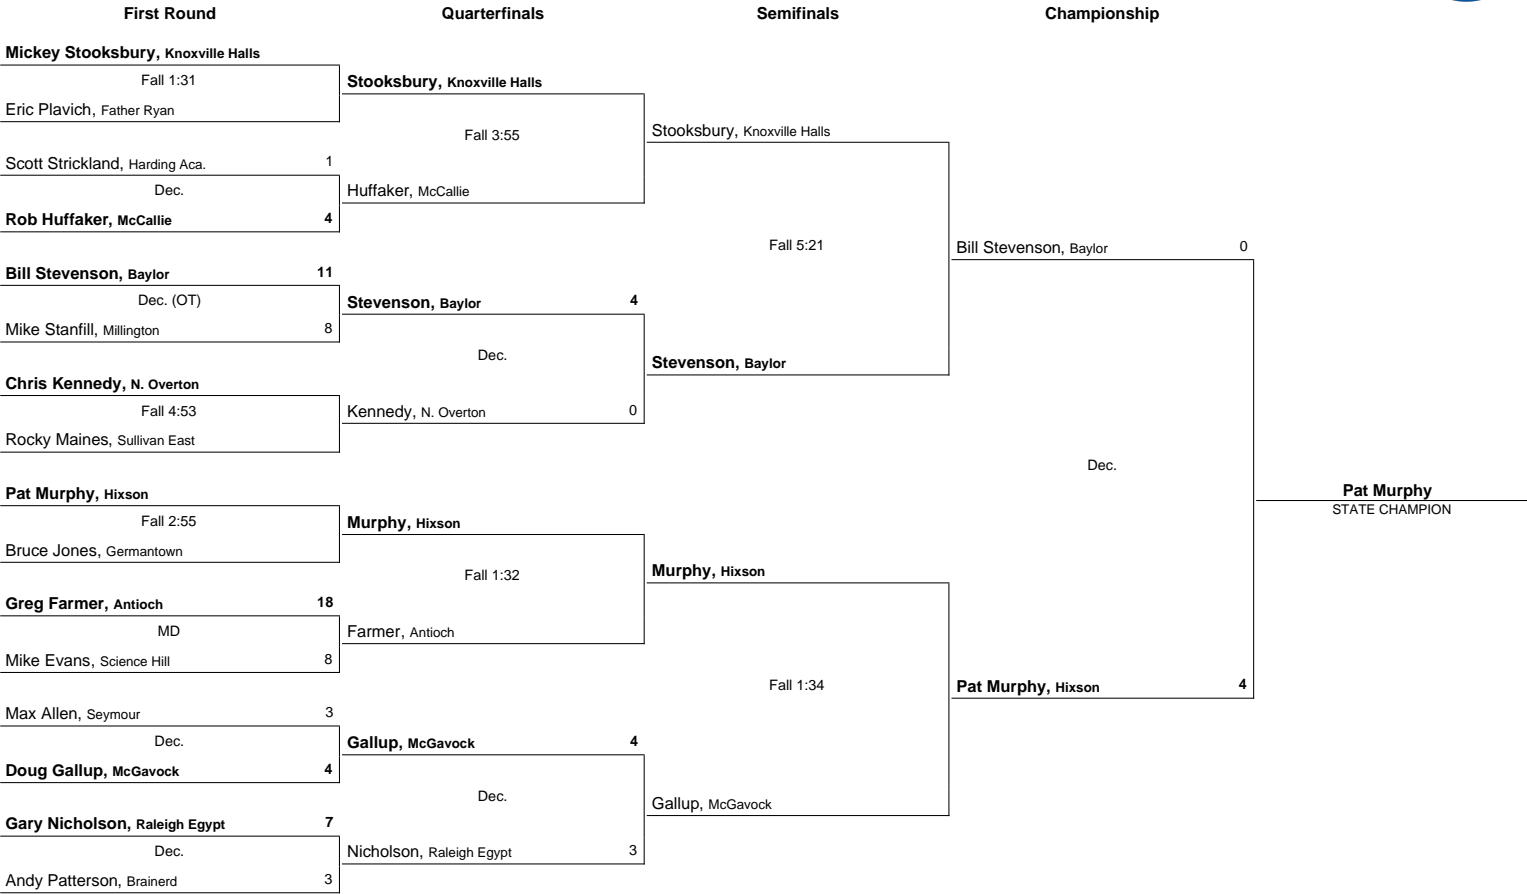 First Round Quarterfinals Semifinals Championship
Mickey Stooksbury, Knoxville Halls
Fall 1:31
Eric Plavich, Father Ryan
Scott Strickland, Harding Aca. 1
Dec.
Rob Huffaker, McCallie 4
Bill Stevenson, Baylor 11
Dec. (OT)
Mike Stanfill, Millington 8
Chris Kennedy, N. Overton
Fall 4:53
Rocky Maines, Sullivan East
Pat Murphy, Hixson
Fall 2:55
Bruce Jones, Germantown
Greg Farmer, Antioch 18
MD
Mike Evans, Science Hill 8
Max Allen, Seymour 3
Dec.
Doug Gallup, McGavock 4
Gary Nicholson, Raleigh Egypt 7
Dec.
Andy Patterson, Brainerd 3
Stooksbury, Knoxville Halls
Fall 3:55
Huffaker, McCallie
Stevenson, Baylor 4
Dec.
Kennedy, N. Overton 0
Murphy, Hixson
Fall 1:32
Farmer, Antioch
Gallup, McGavock 4
Dec.
Nicholson, Raleigh Egypt 3
Stooksbury, Knoxville Halls
Fall 5:21
Stevenson, Baylor
Murphy, Hixson
Fall 1:34
Gallup, McGavock
Bill Stevenson, Baylor 0
Dec.
Pat Murphy, Hixson 4
Pat Murphy
STATE CHAMPION